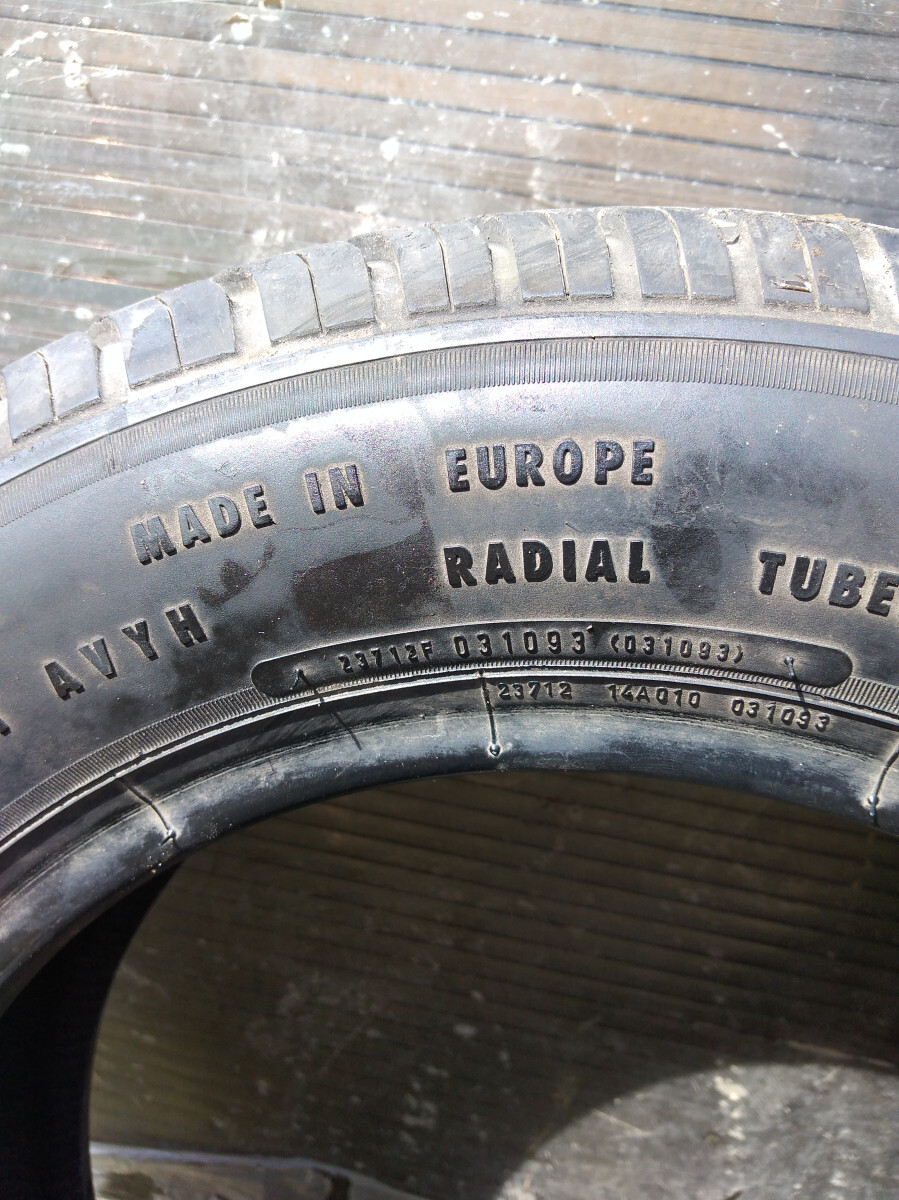 MADE IN EUROPE
AVYH RADIAL TUBE
23712F 031093 (031093)
23712 14A010 031093